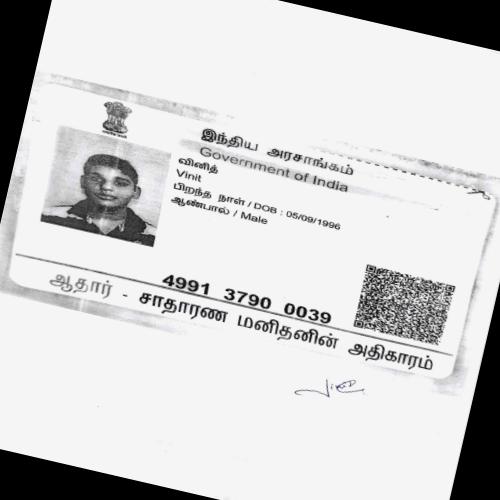 இந்திய அரசாங்கம்
Government of India
வினித்
Vinit
பிறந்த நாள் / DOB : 05/09/1996
ஆண்பால் / Male
4991 3790 0039
ஆதார் - சாதாரண மனிதனின் அதிகாரம்